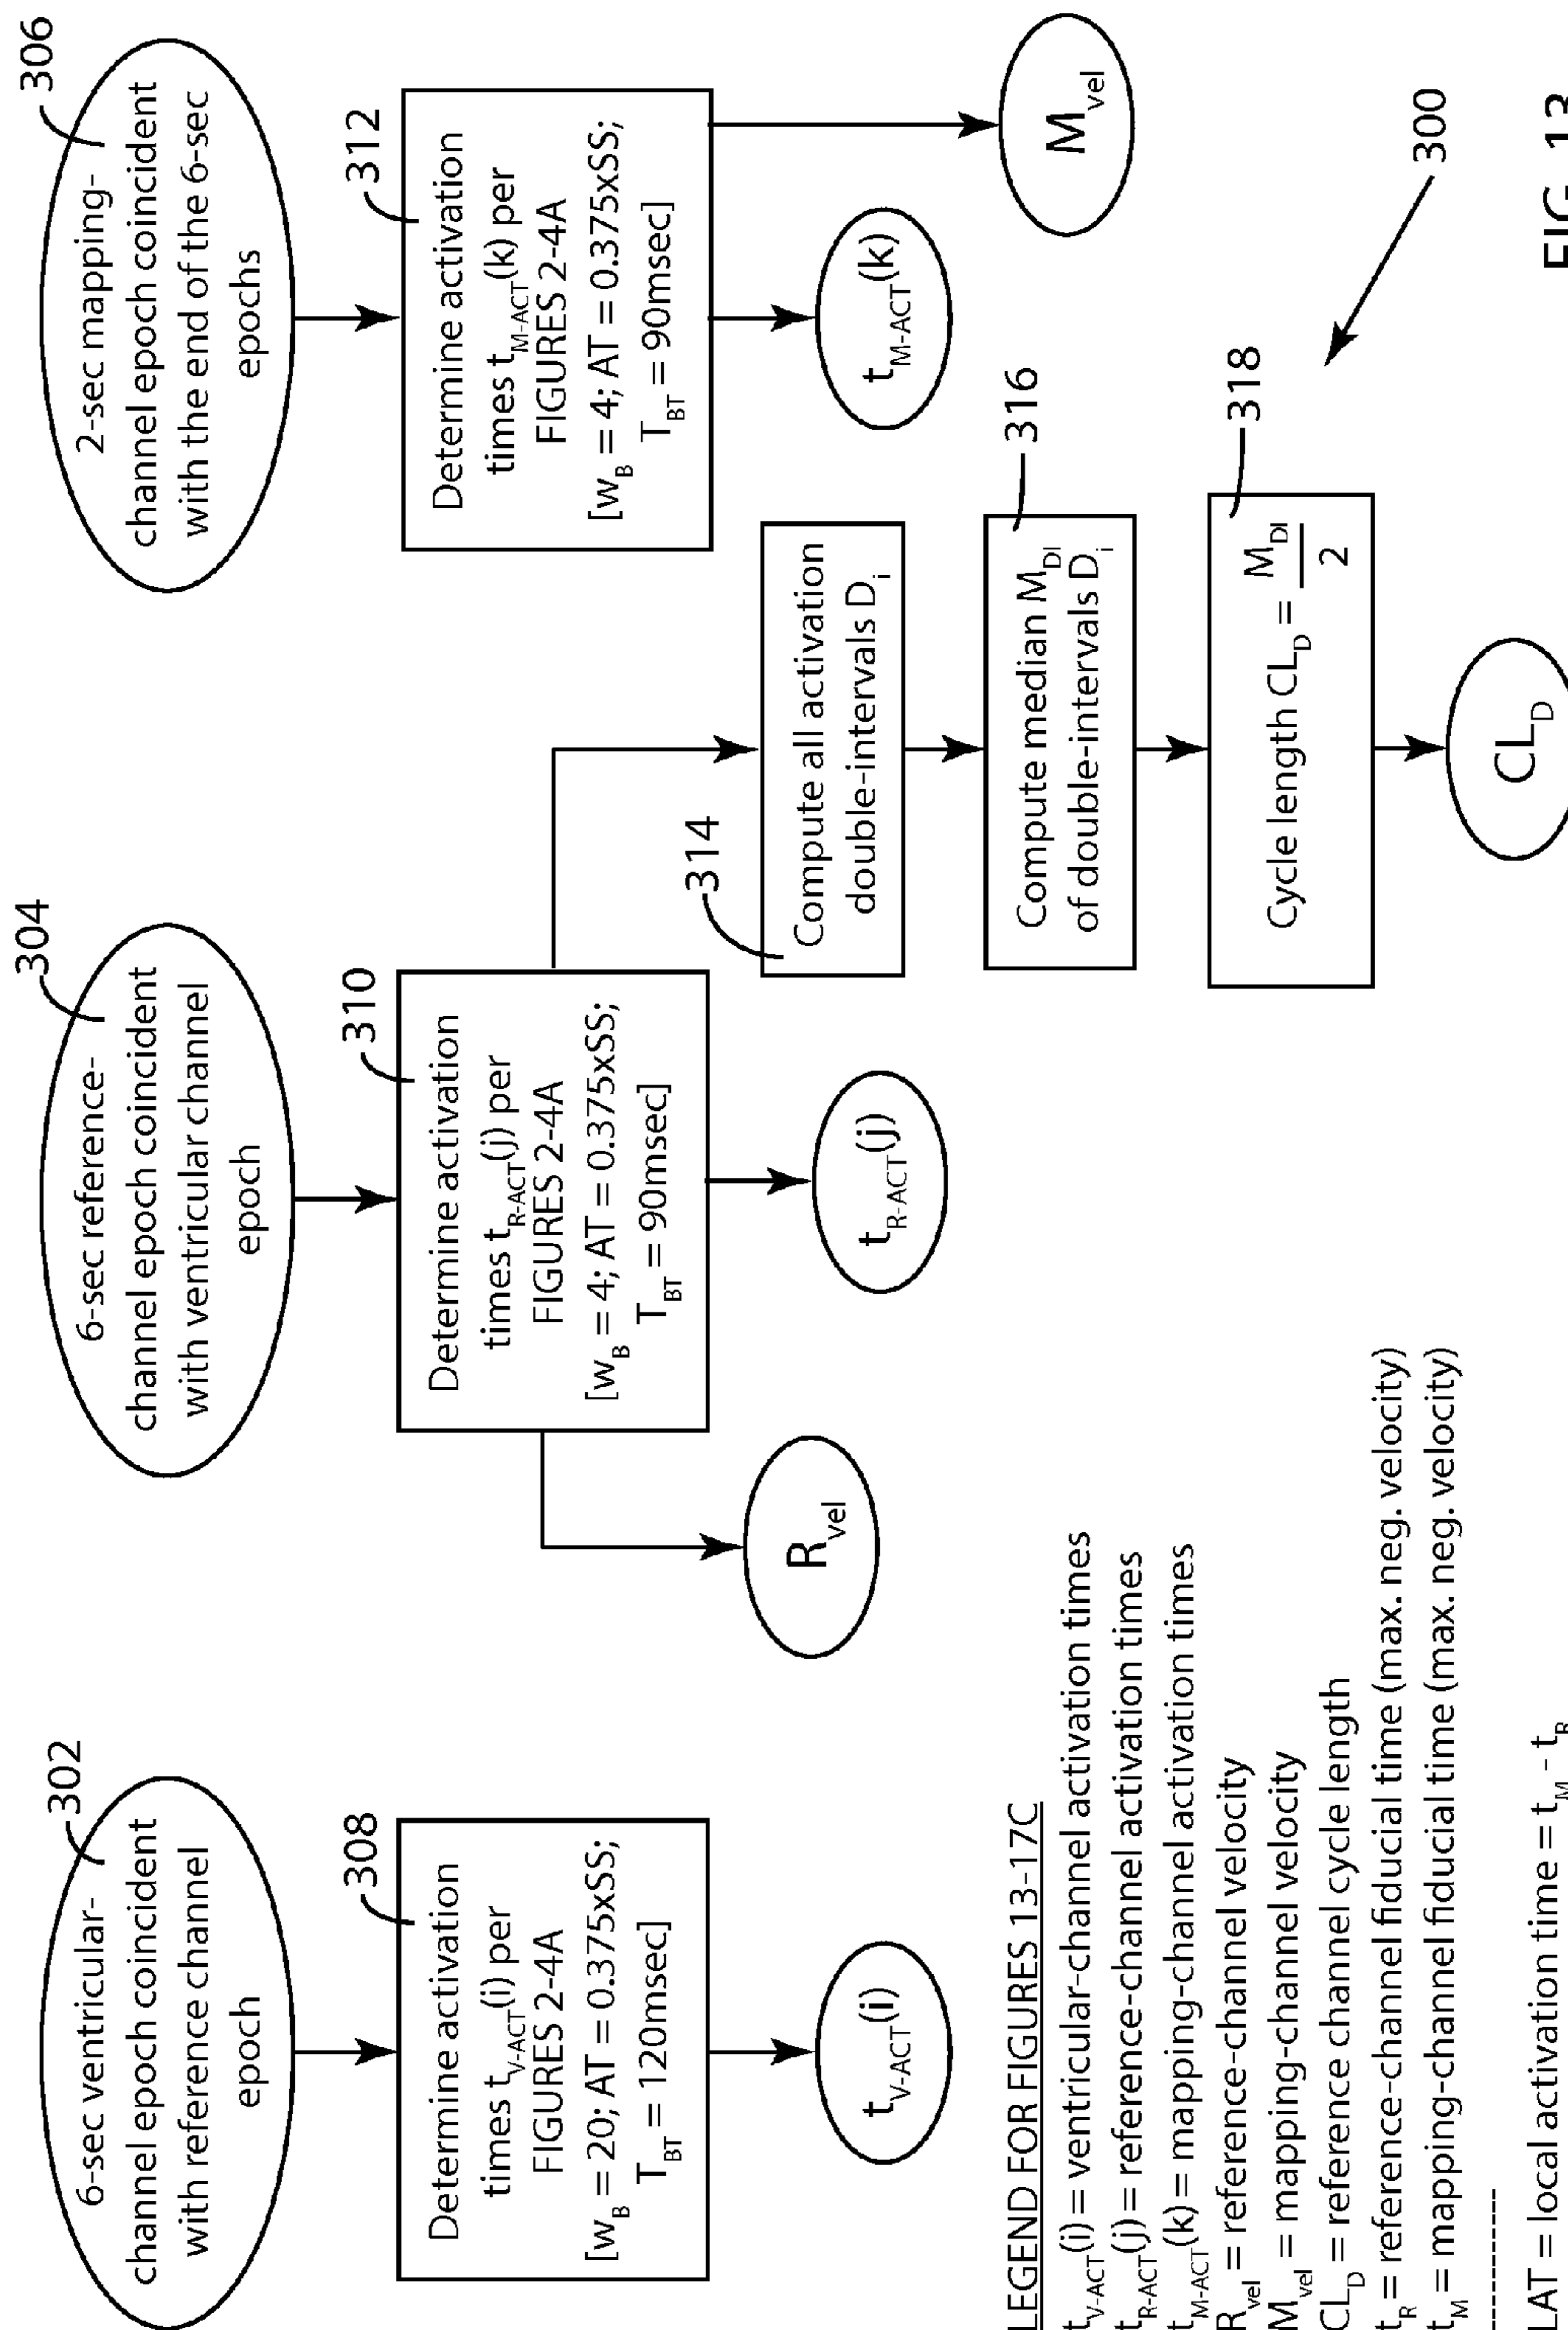 302
6-sec ventricular-
channel epoch coincident
with reference channel
epoch
304
6-sec reference-
channel epoch coincident
with ventricular channel
epoch
306
2-sec mapping-
channel epoch coincident
with the end of the 6-sec
epochs
308
Determine activation
times t_V-ACT(i) per
FIGURES 2-4A
[w_B = 20; AT = 0.375xSS;
T_BT = 120msec]
310
Determine activation
times t_R-ACT(j) per
FIGURES 2-4A
[w_B = 4; AT = 0.375xSS;
T_BT = 90msec]
312
Determine activation
times t_M-ACT(k) per
FIGURES 2-4A
[w_B = 4; AT = 0.375xSS;
T_BT = 90msec]
t_V-ACT(i)
R_vel
t_R-ACT(j)
t_M-ACT(k)
M_vel
314
Compute all activation
double-intervals D_i
316
Compute median M_DI
of double-intervals D_i
318
Cycle length CL_D = M_DI
2
CL_D
300
LEGEND FOR FIGURES 13-17C
t_V-ACT(i) = ventricular-channel activation times
t_R-ACT(j) = reference-channel activation times
t_M-ACT(k) = mapping-channel activation times
R_vel = reference-channel velocity
M_vel = mapping-channel velocity
CL_D = reference channel cycle length
t_R = reference-channel fiducial time (max. neg. velocity)
t_M = mapping-channel fiducial time (max. neg. velocity)
------------
LAT = local activation time = t_M - t_R
FIG. 13